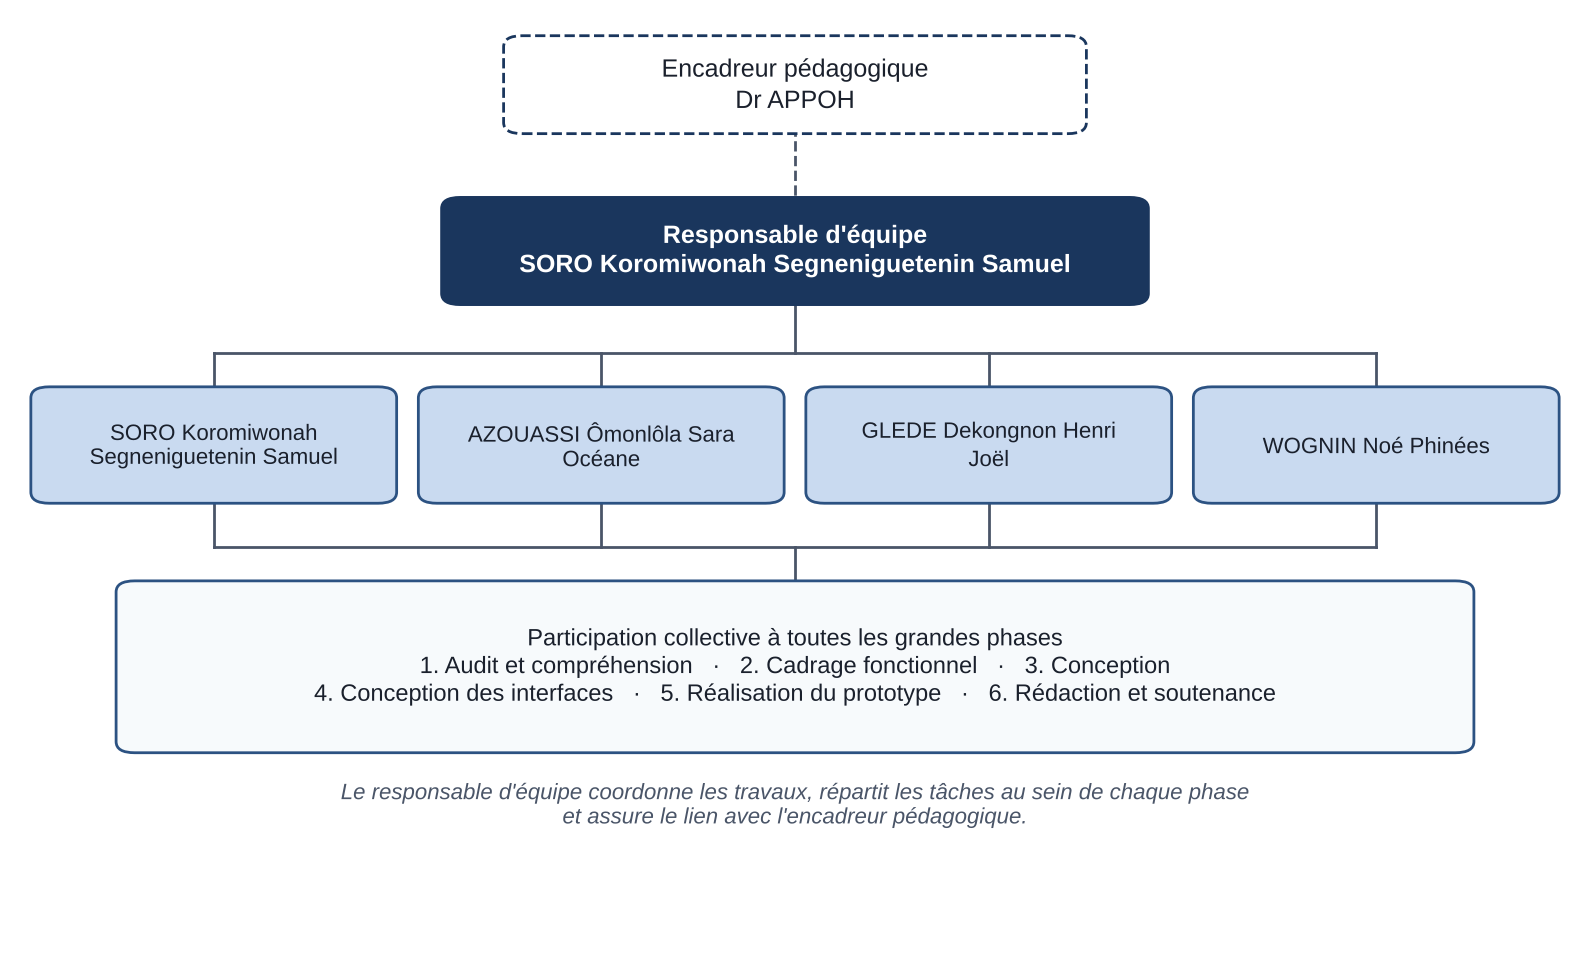 Encadreur pédagogique
Dr APPOH
Responsable d'équipe
SORO Koromiwonah Segneniguetenin Samuel
SORO Koromiwonah
Segneniguetenin Samuel
AZOUASSI Ômonlôla Sara
Océane
GLEDE Dekongnon Henri
Joël
WOGNIN Noé Phinées
Participation collective à toutes les grandes phases
1. Audit et compréhension · 2. Cadrage fonctionnel · 3. Conception
4. Conception des interfaces · 5. Réalisation du prototype · 6. Rédaction et soutenance
Le responsable d'équipe coordonne les travaux, répartit les tâches au sein de chaque phase
et assure le lien avec l'encadreur pédagogique.